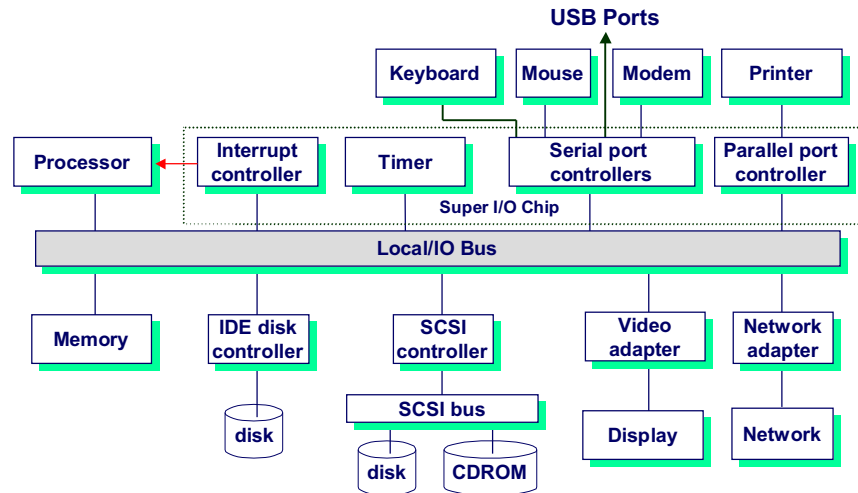 USB Ports
Keyboard
Mouse
Modem
Printer
Processor
Interrupt
controller
Timer
Serial port
controllers
Parallel port
controller
Super I/O Chip
Local/IO Bus
Memory
IDE disk
controller
SCSI
controller
Video
adapter
Network
adapter
SCSI bus
disk
disk
CDROM
Display
Network